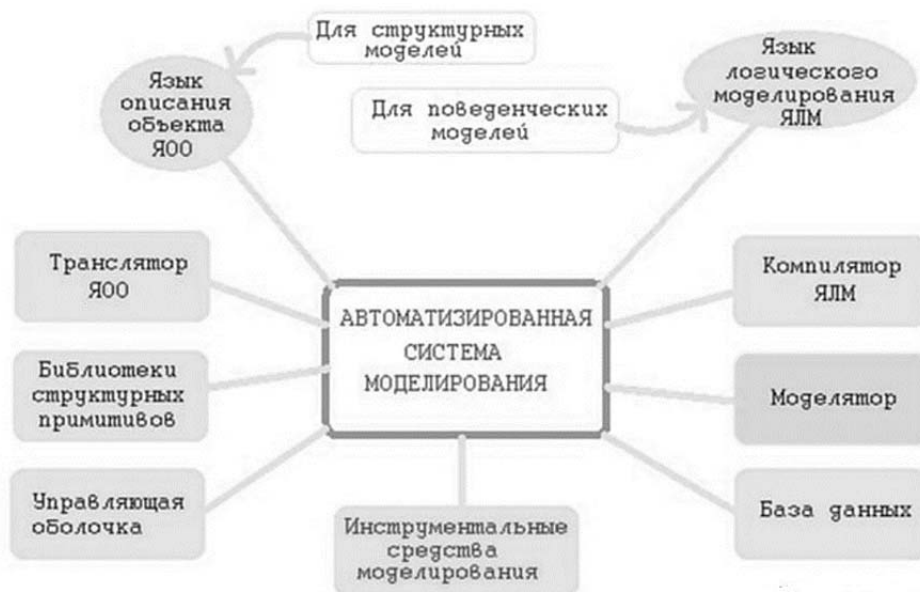 Для структурных
моделей
Язык
описания
объекта
ЯОО
Язык
логического
моделирования
ЯЛМ
Для поведенческих
моделей
Транслятор
ЯОО
Компилятор
ЯЛМ
АВТОМАТИЗИРОВАННАЯ
СИСТЕМА
МОДЕЛИРОВАНИЯ
Библиотеки
структурных
примитивов
Моделятор
Управляющая
оболочка
Инструментальные
средства
моделирования
База данных